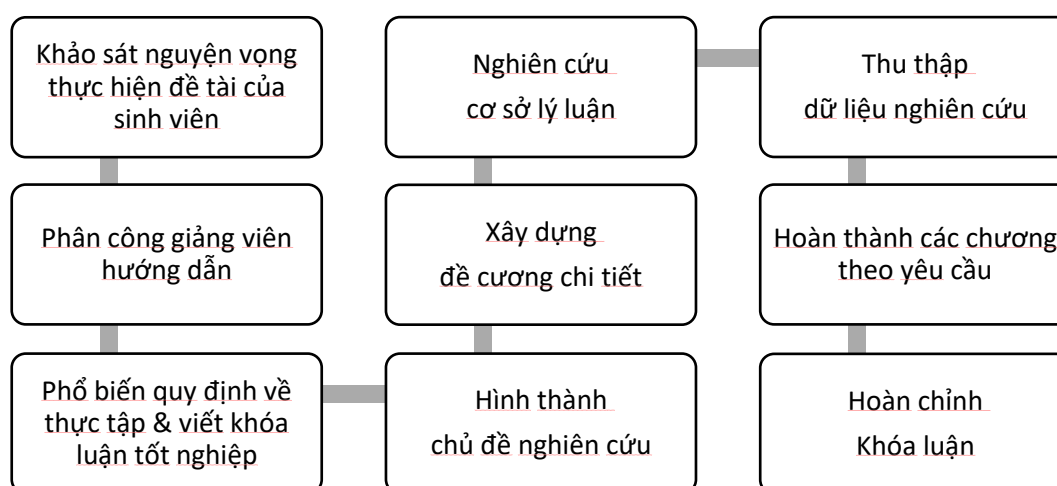 Khảo sát nguyện vọng
thực hiện đề tài của
sinh viên
Phân công giảng viên
hướng dẫn
Phổ biến quy định về
thực tập & viết khóa
luận tốt nghiệp
Hình thành
chủ đề nghiên cứu
Xây dựng
đề cương chi tiết
Nghiên cứu
cơ sở lý luận
Thu thập
dữ liệu nghiên cứu
Hoàn thành các chương
theo yêu cầu
Hoàn chỉnh
Khóa luận